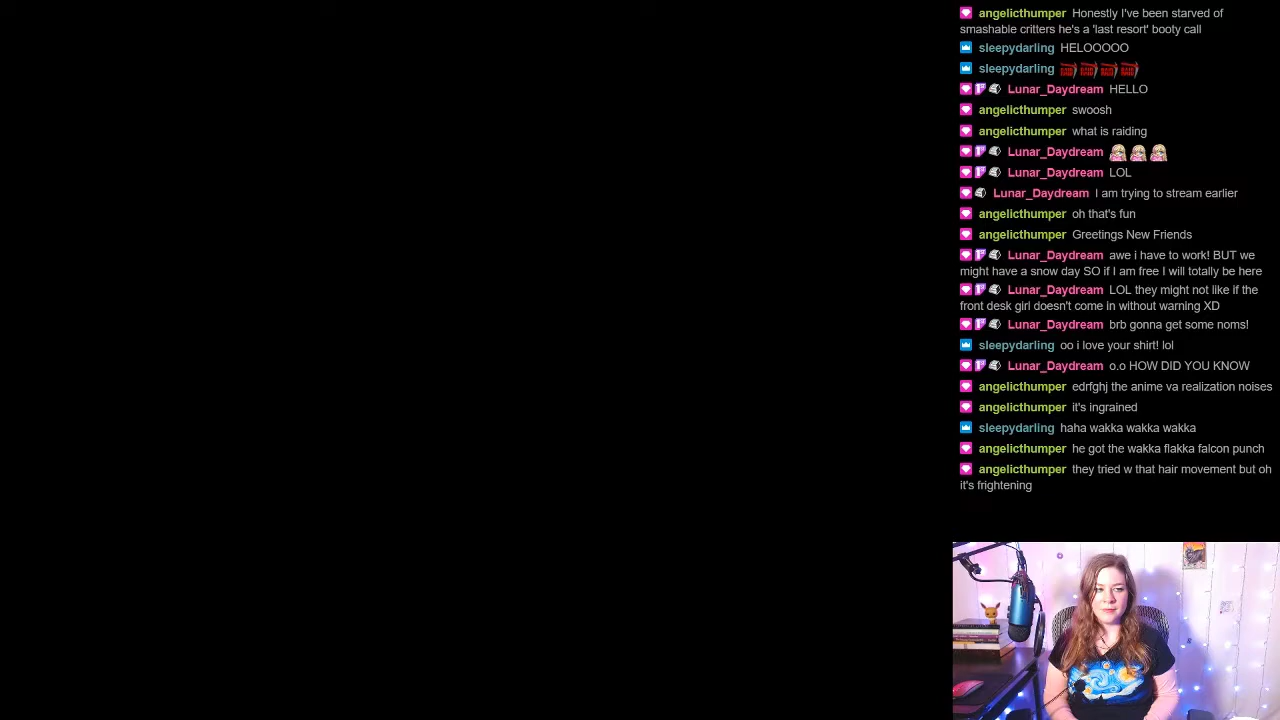 angelicthumper Honestly I've been starved of
smashable critters he's a 'last resort' booty call
sleepydarling HELOOOOO
sleepydarling RAID RAID RAID RAID
Lunar_Daydream HELLO
angelicthumper swoosh
angelicthumper what is raiding
Lunar_Daydream
Lunar_Daydream LOL
Lunar_Daydream I am trying to stream earlier
angelicthumper oh that's fun
angelicthumper Greetings New Friends
Lunar_Daydream awe i have to work! BUT we
might have a snow day SO if I am free I will totally be here
Lunar_Daydream LOL they might not like if the
front desk girl doesn't come in without warning XD
Lunar_Daydream brb gonna get some noms!
sleepydarling oo i love your shirt! lol
Lunar_Daydream o.o HOW DID YOU KNOW
angelicthumper edrfghj the anime va realization noises
angelicthumper it's ingrained
sleepydarling haha wakka wakka wakka
angelicthumper he got the wakka flakka falcon punch
angelicthumper they tried w that hair movement but oh
it's frightening